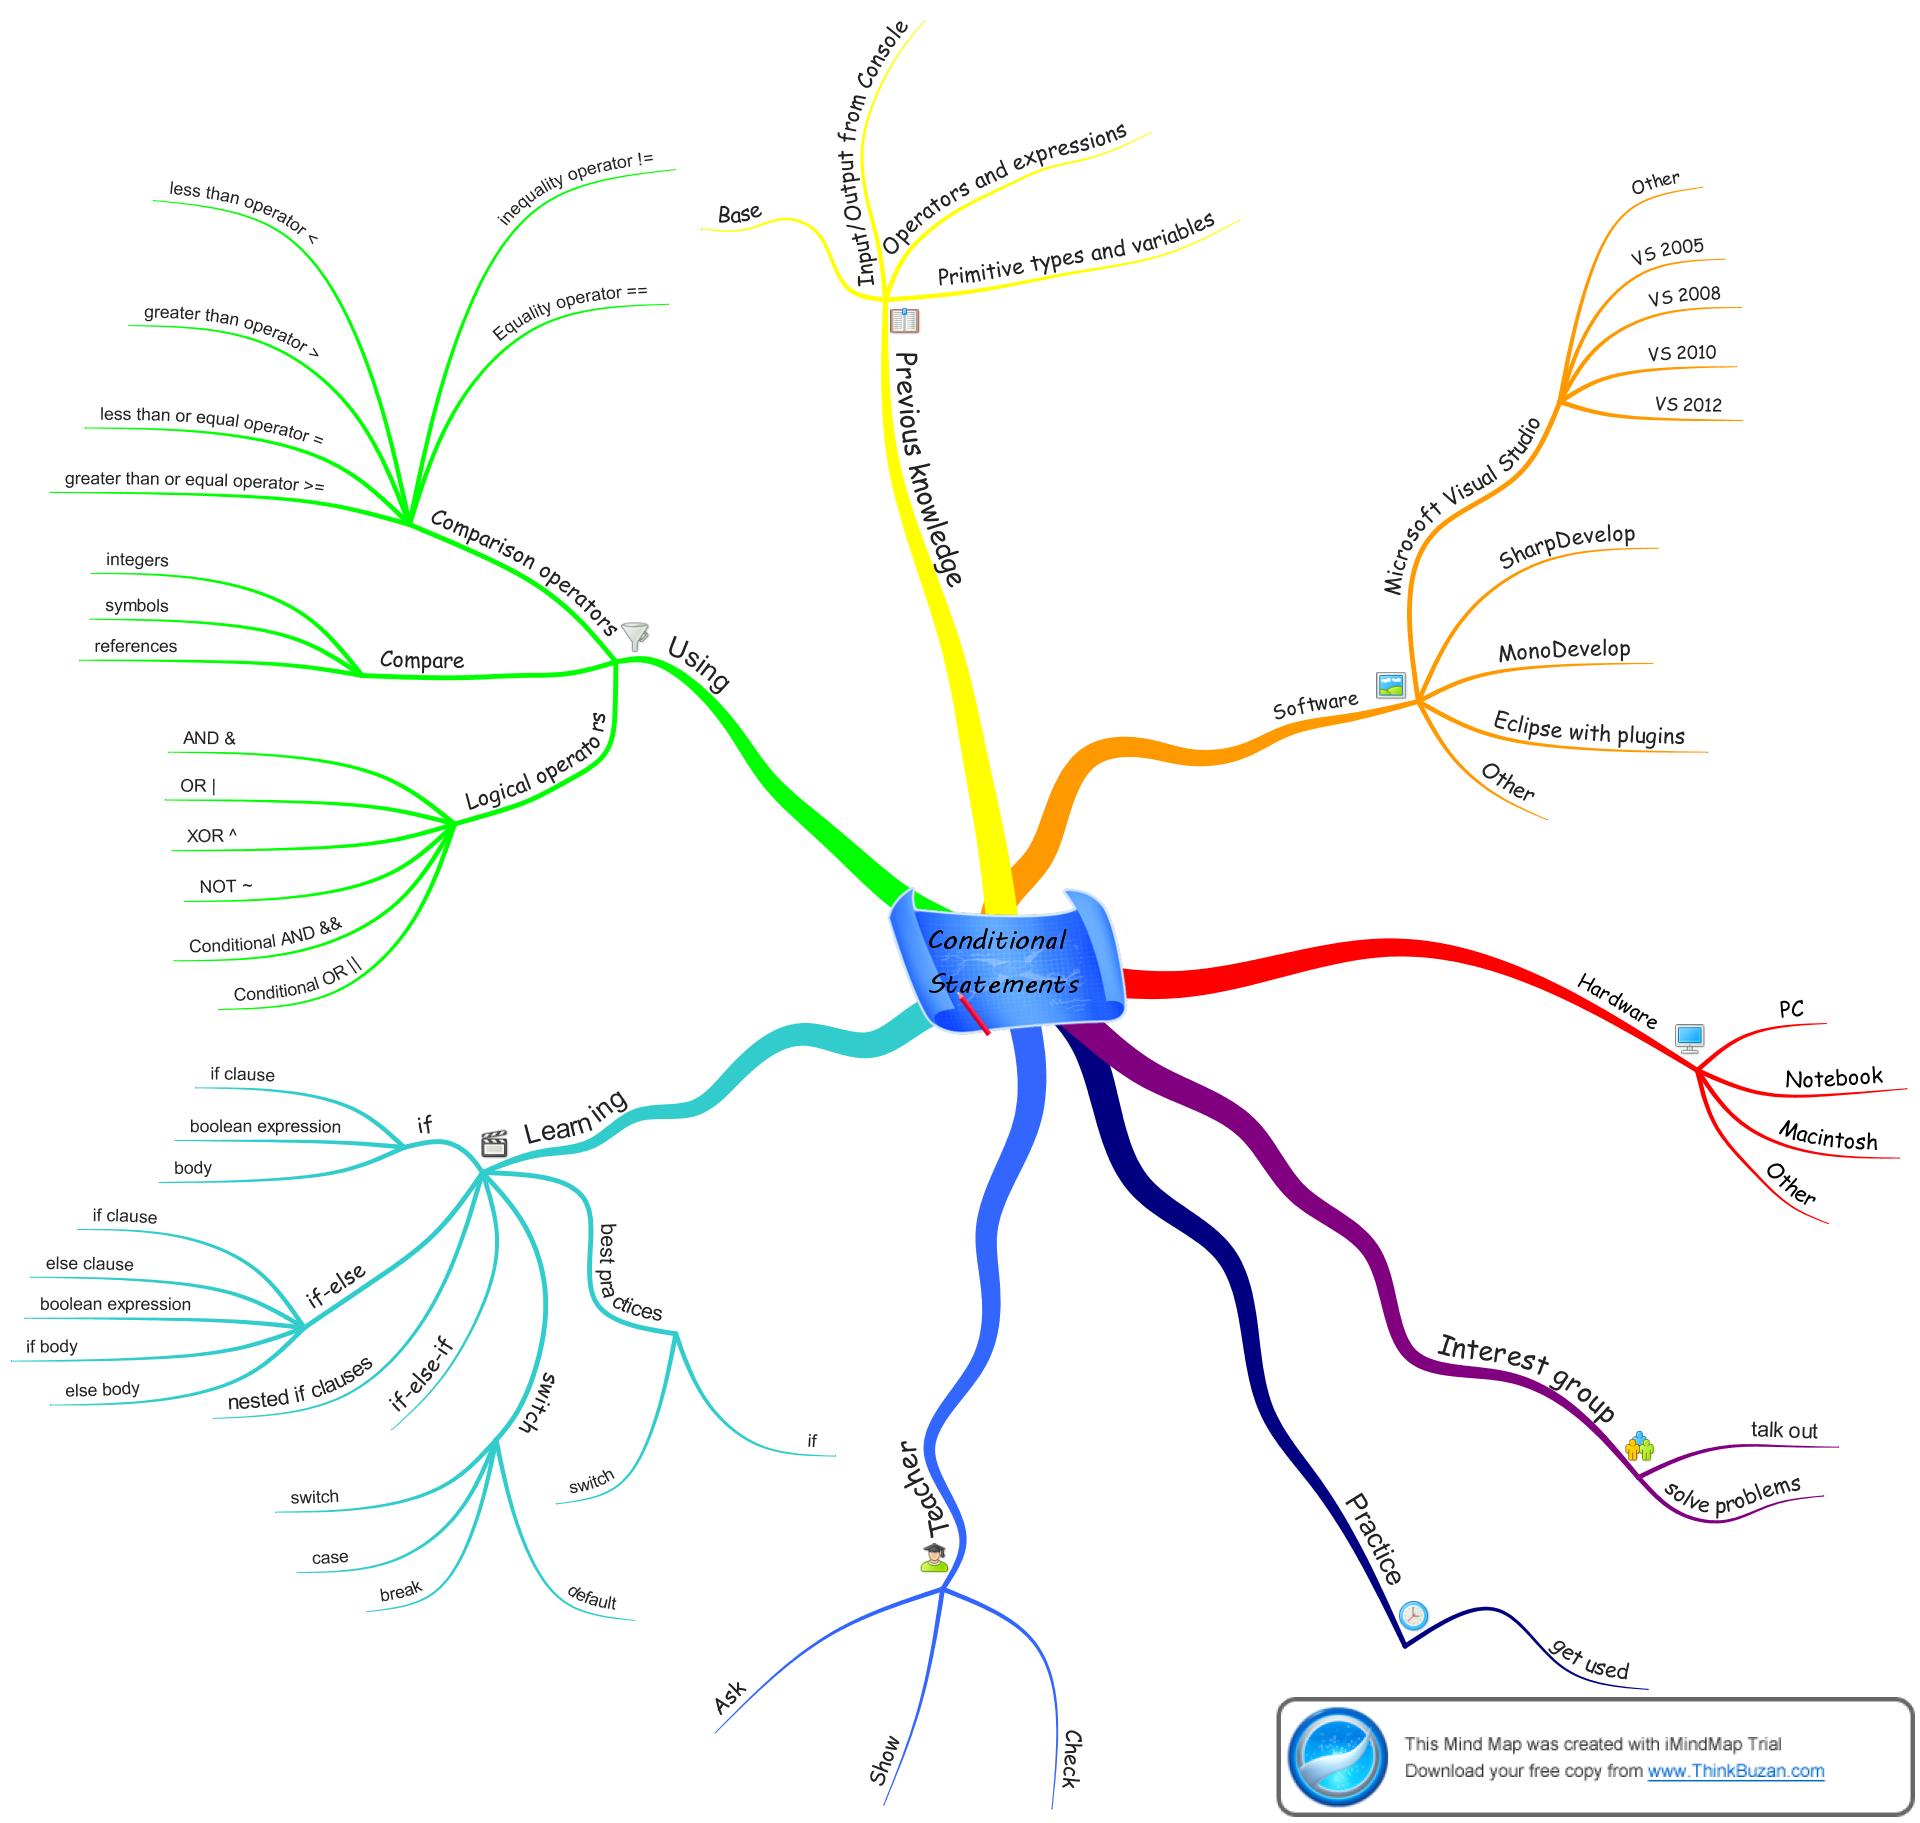 Conditional
Statements
Previous knowledge
Base
Input/Output from Console
Operators and expressions
Primitive types and variables
Software
Microsoft Visual Studio
Other
VS 2005
VS 2008
VS 2010
VS 2012
SharpDevelop
MonoDevelop
Eclipse with plugins
Other
Hardware
PC
Notebook
Macintosh
Other
Interest group
talk out
solve problems
Practice
get used
Teacher
Ask
Show
Check
Learning
if
if clause
boolean expression
body
if-else
if clause
else clause
boolean expression
if body
else body
nested if clauses
if-else-if
switch
switch
case
break
default
best practices
switch
if
Using
Comparison operators
inequality operator !=
Equality operator ==
less than operator <
greater than operator >
less than or equal operator =
greater than or equal operator >=
Compare
integers
symbols
references
Logical operators
AND &
OR |
XOR ^
NOT ~
Conditional AND &&
Conditional OR ||
This Mind Map was created with iMindMap Trial
Download your free copy from www.ThinkBuzan.com